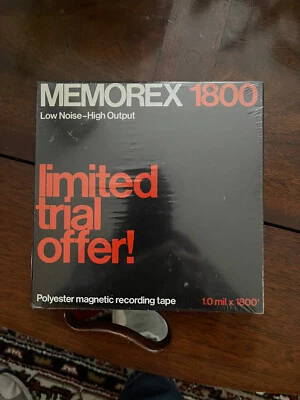 MEMOREX 1800
Low Noise–High Output
limited
trial
offer!
Polyester magnetic recording tape 1.0 mil x 1800'